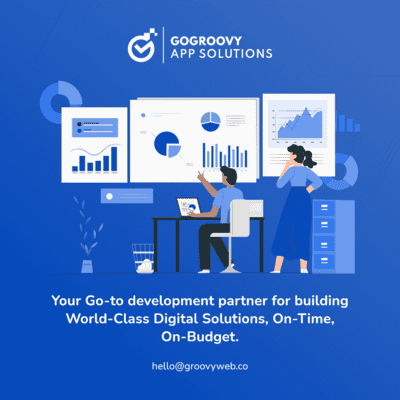 GOGROOVY
APP SOLUTIONS
Your Go-to development partner for building
World-Class Digital Solutions, On-Time,
On-Budget.
hello@groovyweb.co